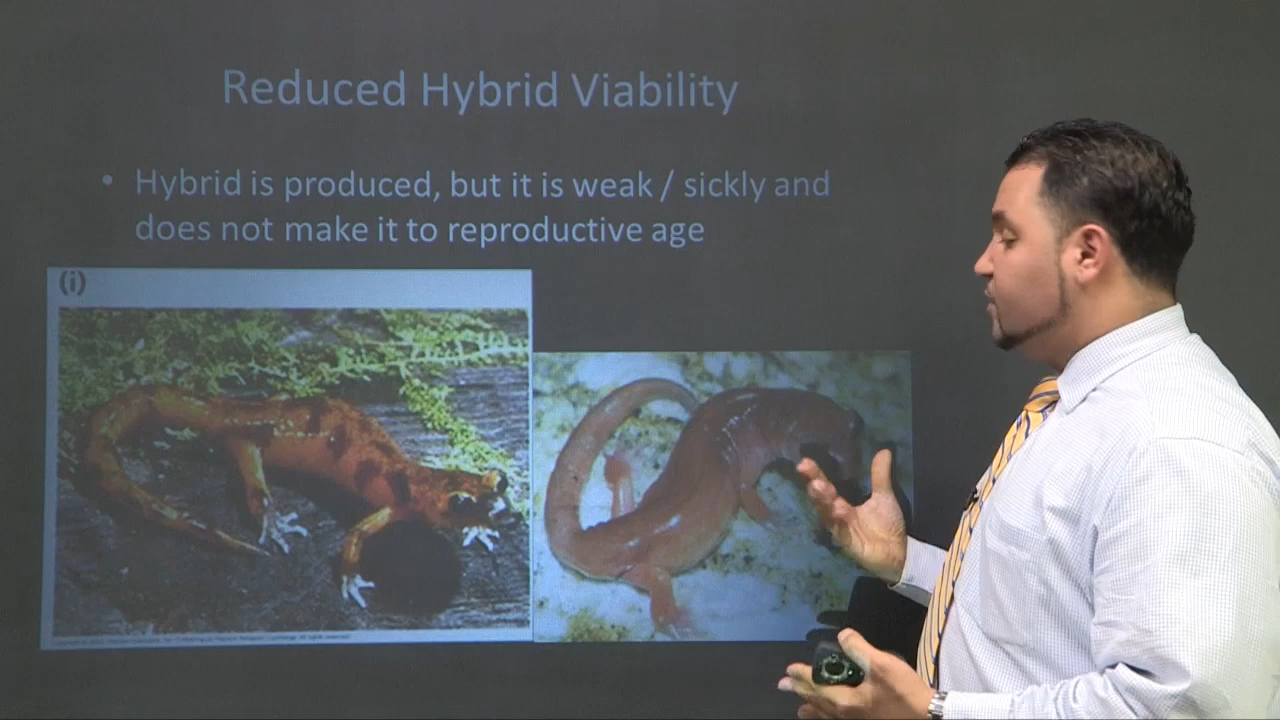 Reduced Hybrid Viability
• Hybrid is produced, but it is weak / sickly and
does not make it to reproductive age
(i)